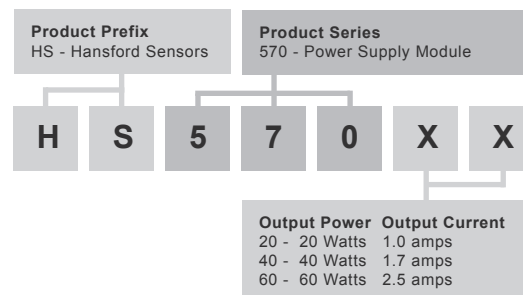 Product Prefix
HS - Hansford Sensors
Product Series
570 - Power Supply Module
H S 5 7 0 X X
Output Power Output Current
20 - 20 Watts 1.0 amps
40 - 40 Watts 1.7 amps
60 - 60 Watts 2.5 amps